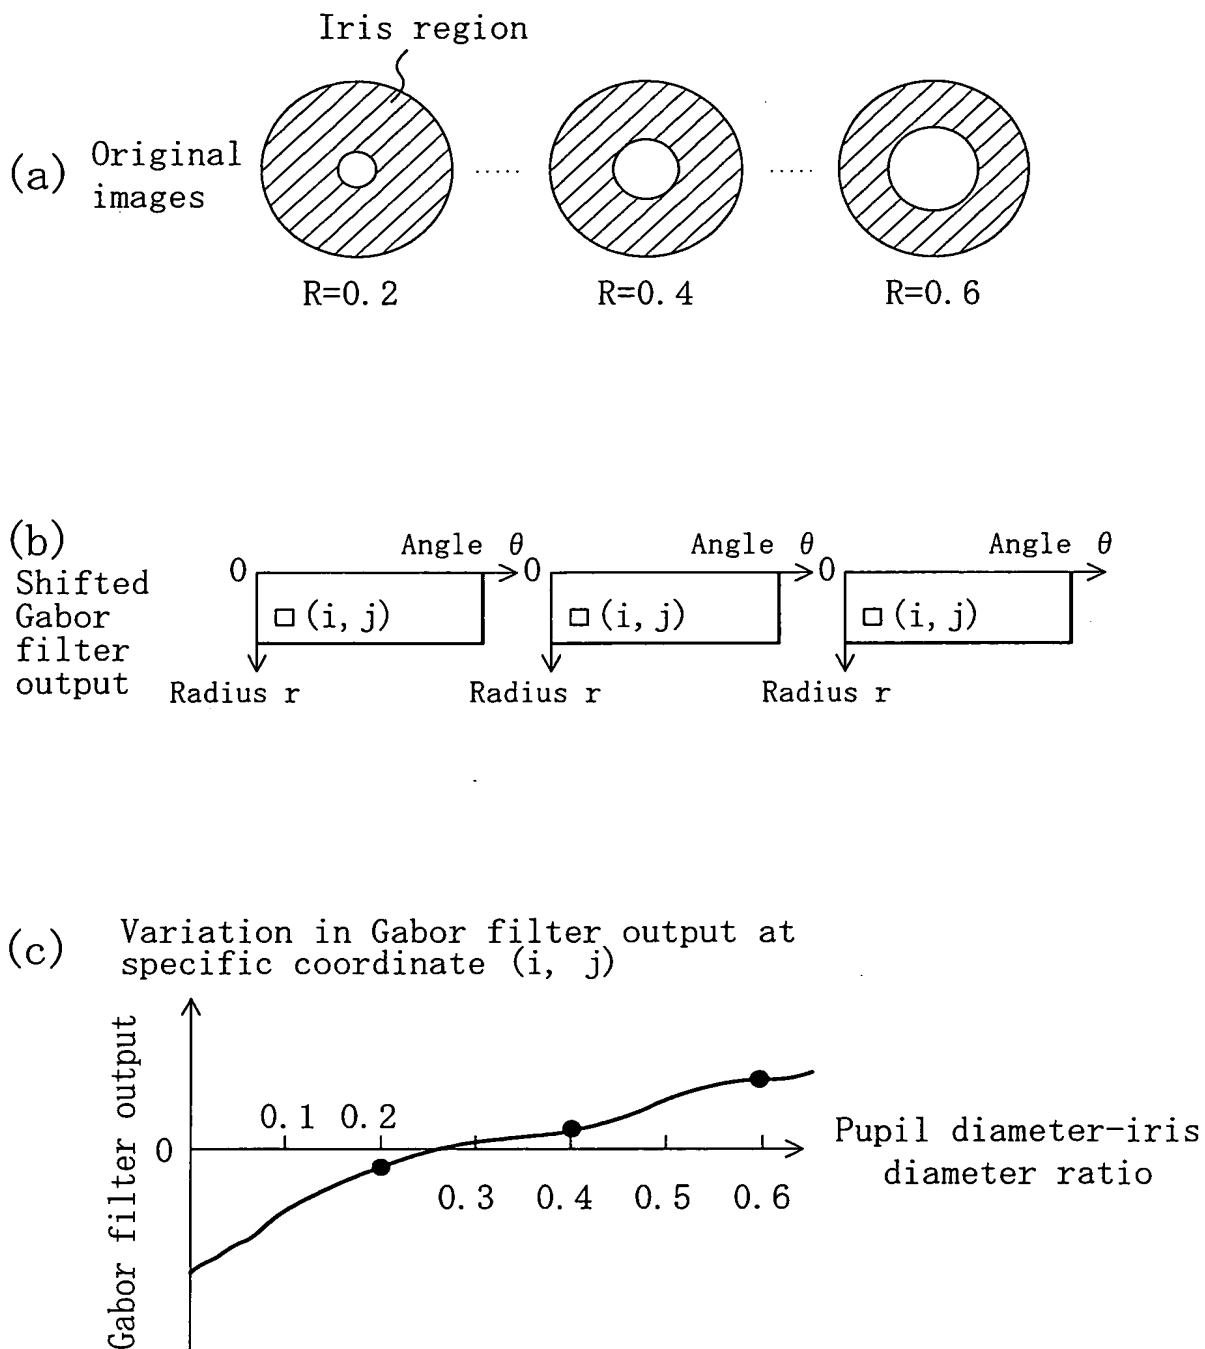 Iris region
(a) Original images
R=0.2 R=0.4 R=0.6
(b)
Shifted
Gabor
filter
output
0 Angle θ 0 Angle θ 0 Angle θ
(i, j) (i, j) (i, j)
Radius r Radius r Radius r
(c) Variation in Gabor filter output at
specific coordinate (i, j)
Gabor filter output
0.1 0.2
0
0.3 0.4 0.5 0.6
Pupil diameter-iris
diameter ratio